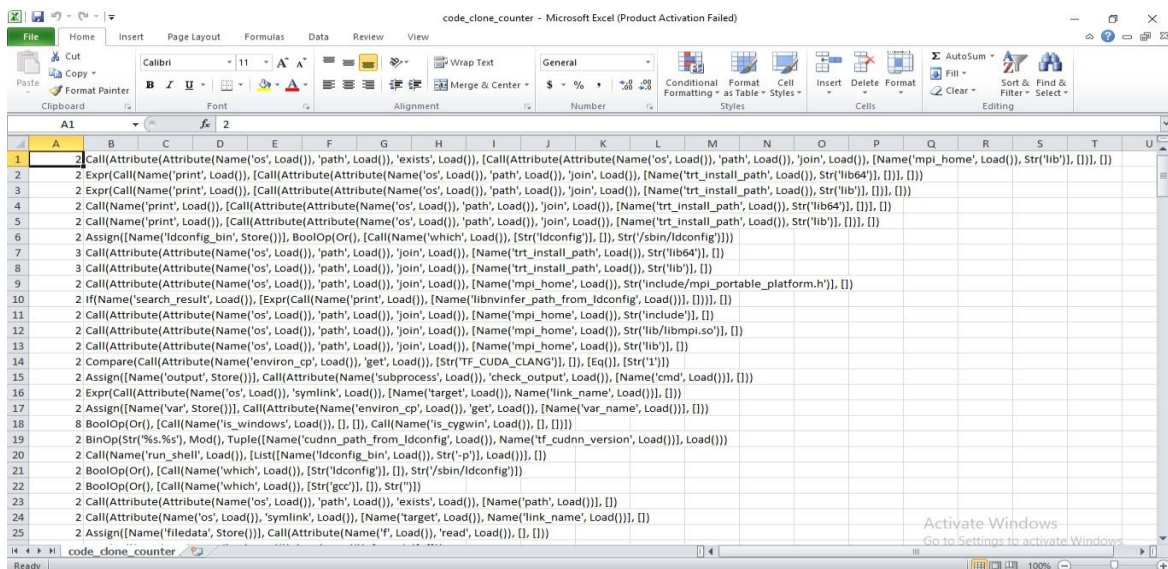 code_clone_counter - Microsoft Excel (Product Activation Failed)
File Home Insert Page Layout Formulas Data Review View
Cut
Copy
Format Painter
Paste
Clipboard
Calibri 11
Font
Wrap Text
Merge & Center
Alignment
General
Number
Conditional Formatting
Format as Table
Cell Styles
Styles
Insert Delete Format
Cells
AutoSum
Fill
Clear
Sort & Filter
Find & Select
Editing
A1 fx 2
A B C D E F G H I J K L M N O P Q R S T U
1 2 Call(Attribute(Attribute(Name('os', Load()), 'path', Load()), 'exists', Load()), [Call(Attribute(Attribute(Name('os', Load()), 'path', Load()), 'join', Load()), [Name('mpi_home', Load()), Str('lib')], [])], [])
2 2 Expr(Call(Name('print', Load()), [Call(Attribute(Attribute(Name('os', Load()), 'path', Load()), 'join', Load()), [Name('trt_install_path', Load()), Str('lib64')], [])], []))
3 2 Expr(Call(Name('print', Load()), [Call(Attribute(Attribute(Name('os', Load()), 'path', Load()), 'join', Load()), [Name('trt_install_path', Load()), Str('lib')], [])], []))
4 2 Call(Name('print', Load()), [Call(Attribute(Attribute(Name('os', Load()), 'path', Load()), 'join', Load()), [Name('trt_install_path', Load()), Str('lib64')], [])], [])
5 2 Call(Name('print', Load()), [Call(Attribute(Attribute(Name('os', Load()), 'path', Load()), 'join', Load()), [Name('trt_install_path', Load()), Str('lib')], [])], [])
6 2 Assign([Name('ldconfig_bin', Store())], BoolOp(Or(), [Call(Name('which', Load()), [Str('ldconfig')], []), Str('/sbin/ldconfig')]))
7 3 Call(Attribute(Attribute(Name('os', Load()), 'path', Load()), 'join', Load()), [Name('trt_install_path', Load()), Str('lib64')], [])
8 3 Call(Attribute(Attribute(Name('os', Load()), 'path', Load()), 'join', Load()), [Name('trt_install_path', Load()), Str('lib')], [])
9 2 Call(Attribute(Attribute(Name('os', Load()), 'path', Load()), 'join', Load()), [Name('mpi_home', Load()), Str('include/mpi_portable_platform.h')], [])
10 2 If(Name('search_result', Load()), [Expr(Call(Name('print', Load()), [Name('libnvinfer_path_from_ldconfig', Load())], []))], [])
11 2 Call(Attribute(Attribute(Name('os', Load()), 'path', Load()), 'join', Load()), [Name('mpi_home', Load()), Str('include')], [])
12 2 Call(Attribute(Attribute(Name('os', Load()), 'path', Load()), 'join', Load()), [Name('mpi_home', Load()), Str('lib/libmpi.so')], [])
13 2 Call(Attribute(Attribute(Name('os', Load()), 'path', Load()), 'join', Load()), [Name('mpi_home', Load()), Str('lib')], [])
14 2 Compare(Call(Attribute(Name('environ_cp', Load()), 'get', Load()), [Str('TF_CUDA_CLANG')], []), [Eq()], [Str('1')])
15 2 Assign([Name('output', Store())], Call(Attribute(Name('subprocess', Load()), 'check_output', Load()), [Name('cmd', Load())], []))
16 2 Expr(Call(Attribute(Name('os', Load()), 'symlink', Load()), [Name('target', Load()), Name('link_name', Load())], []))
17 2 Assign([Name('var', Store())], Call(Attribute(Name('environ_cp', Load()), 'get', Load()), [Name('var_name', Load())], []))
18 8 BoolOp(Or(), [Call(Name('is_windows', Load()), [], []), Call(Name('is_cygwin', Load()), [], [])])
19 2 BinOp(Str('%s.%s'), Mod(), Tuple([Name('cudnn_path_from_ldconfig', Load()), Name('tf_cudnn_version', Load())], Load()))
20 2 Call(Name('run_shell', Load()), [List([Name('ldconfig_bin', Load()), Str('-p')], Load())], [])
21 2 BoolOp(Or(), [Call(Name('which', Load()), [Str('ldconfig')], []), Str('/sbin/ldconfig')])
22 2 BoolOp(Or(), [Call(Name('which', Load()), [Str('gcc')], []), Str('')])
23 2 Call(Attribute(Attribute(Name('os', Load()), 'path', Load()), 'exists', Load()), [Name('path', Load())], [])
24 2 Call(Attribute(Name('os', Load()), 'symlink', Load()), [Name('target', Load()), Name('link_name', Load())], [])
25 2 Assign([Name('filedata', Store())], Call(Attribute(Name('f', Load()), 'read', Load()), [], []))
Activate Windows
Go to Settings to activate Windows.
code_clone_counter
Ready 100%